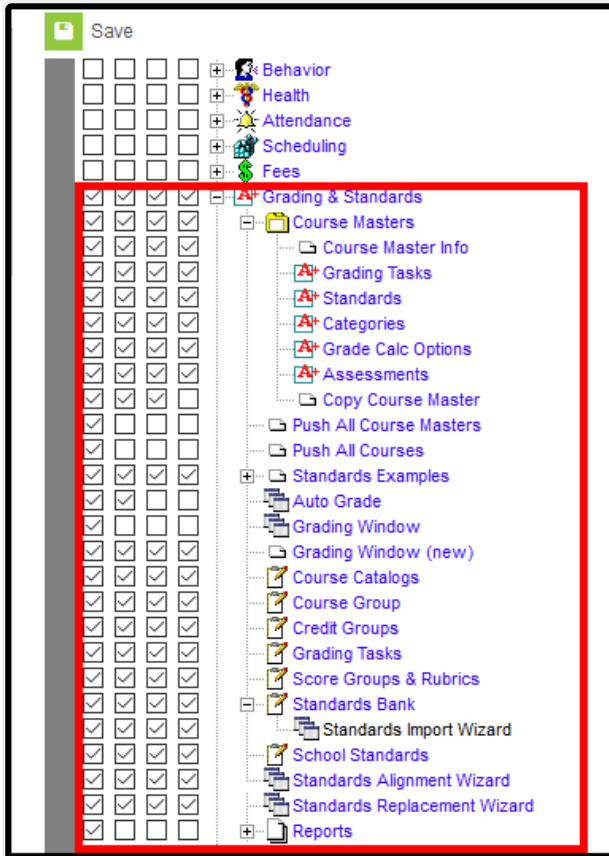 Save
Behavior
Health
Attendance
Scheduling
Fees
Grading & Standards
Course Masters
Course Master Info
Grading Tasks
Standards
Categories
Grade Calc Options
Assessments
Copy Course Master
Push All Course Masters
Push All Courses
Standards Examples
Auto Grade
Grading Window
Grading Window (new)
Course Catalogs
Course Group
Credit Groups
Grading Tasks
Score Groups & Rubrics
Standards Bank
Standards Import Wizard
School Standards
Standards Alignment Wizard
Standards Replacement Wizard
Reports